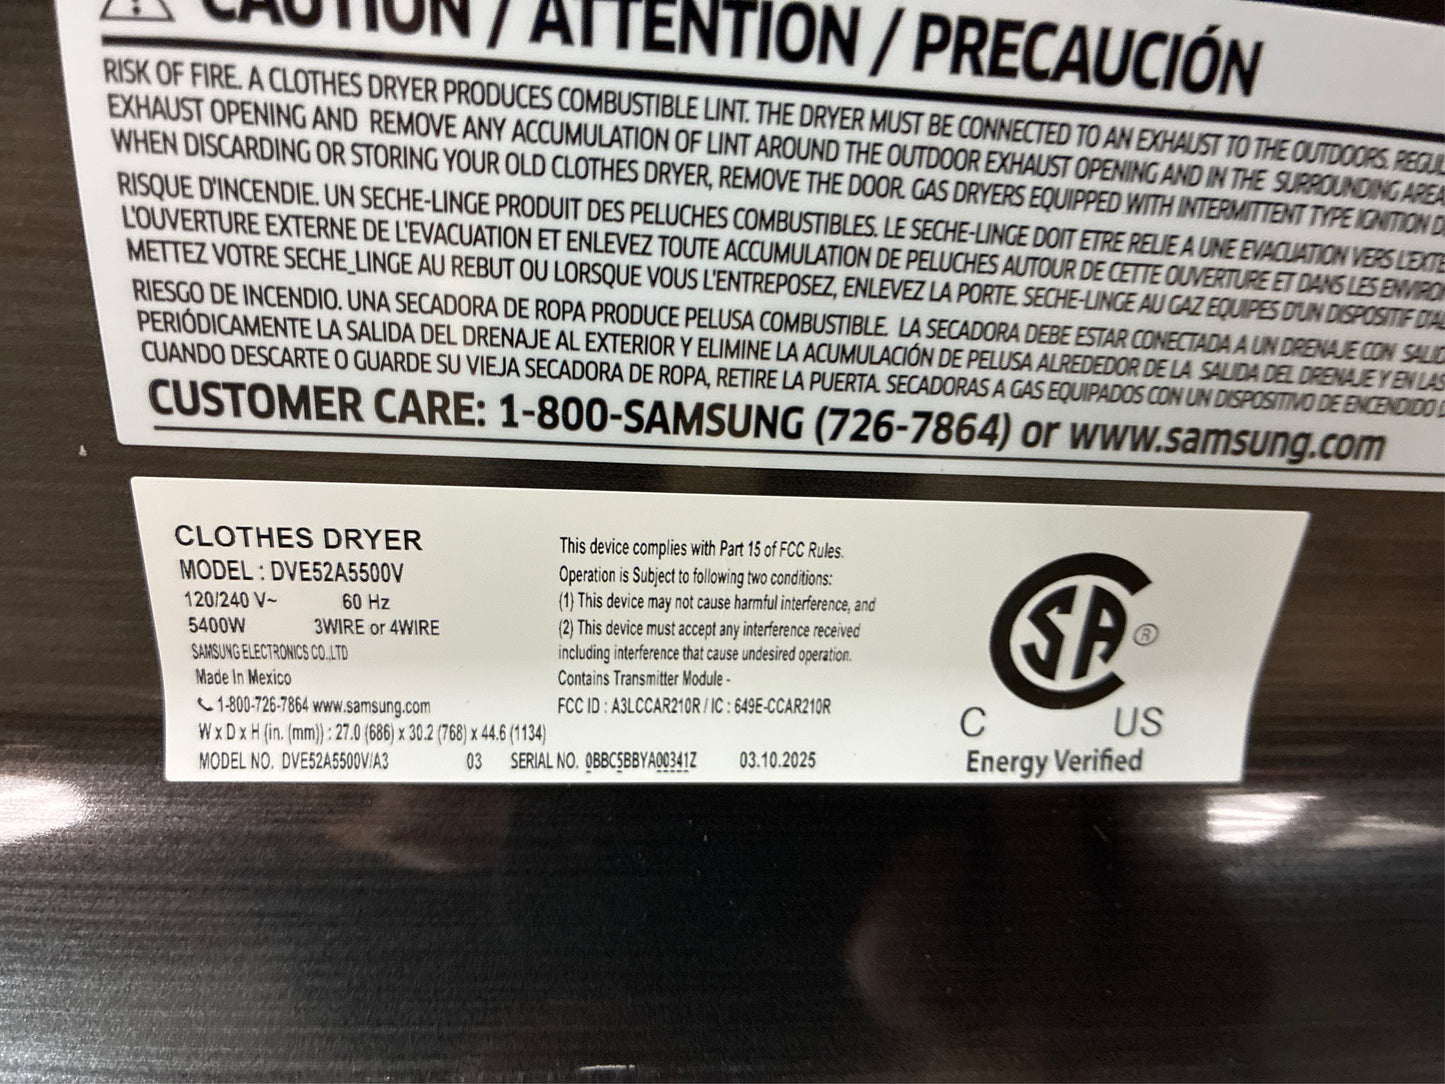 CAUTION / ATTENTION / PRECAUCIÓN
RISK OF FIRE. A CLOTHES DRYER PRODUCES COMBUSTIBLE LINT. THE DRYER MUST BE CONNECTED TO AN EXHAUST TO THE OUTDOORS.
EXHAUST OPENING AND REMOVE ANY ACCUMULATION OF LINT AROUND THE OUTDOOR EXHAUST OPENING AND IN THE SURROUNDING AREA
WHEN DISCARDING OR STORING YOUR OLD CLOTHES DRYER, REMOVE THE DOOR. GAS DRYERS EQUIPPED WITH INTERMITTENT TYPE IGNITION
RISQUE D'INCENDIE. UN SECHE-LINGE PRODUIT DES PELUCHES COMBUSTIBLES. LE SECHE-LINGE DOIT ETRE RELIE A UNE EVACUATION VERS
L'OUVERTURE EXTERNE DE L'EVACUATION ET ENLEVEZ TOUTE ACCUMULATION DE PELUCHES AUTOUR DE CETTE OUVERTURE ET DANS LES
METTEZ VOTRE SECHE_LINGE AU REBUT OU LORSQUE VOUS L'ENTREPOSEZ, ENLEVEZ LA PORTE. SECHE-LINGE AU GAZ EQUIPES D'UN DISPOSITIF
RIESGO DE INCENDIO. UNA SECADORA DE ROPA PRODUCE PELUSA COMBUSTIBLE. LA SECADORA DEBE ESTAR CONECTADA A UN DRENAJE CON
PERIÓDICAMENTE LA SALIDA DEL DRENAJE AL EXTERIOR Y ELIMINE LA ACUMULACIÓN DE PELUSA ALREDEDOR DE LA SALIDA DEL DRENAJE Y EN LAS
CUANDO DESCARTE O GUARDE SU VIEJA SECADORA DE ROPA, RETIRE LA PUERTA. SECADORAS A GAS EQUIPADOS CON UN DISPOSITIVO DE ENCENDIDO
CUSTOMER CARE: 1-800-SAMSUNG (726-7864) or www.samsung.com
CLOTHES DRYER
MODEL : DVE52A5500V
120/240 V~ 60 Hz
5400W 3WIRE or 4WIRE
SAMSUNG ELECTRONICS CO.,LTD
Made In Mexico
1-800-726-7864 www.samsung.com
W x D x H (in. (mm)) : 27.0 (686) x 30.2 (768) x 44.6 (1134)
MODEL NO. DVE52A5500V/A3 03 SERIAL NO. 0BBC5BBYA00341Z 03.10.2025
This device complies with Part 15 of FCC Rules.
Operation is Subject to following two conditions:
(1) This device may not cause harmful interference, and
(2) This device must accept any interference received
including interference that cause undesired operation.
Contains Transmitter Module -
FCC ID : A3LCCAR210R / IC : 649E-CCAR210R
CSA ®
C US
Energy Verified